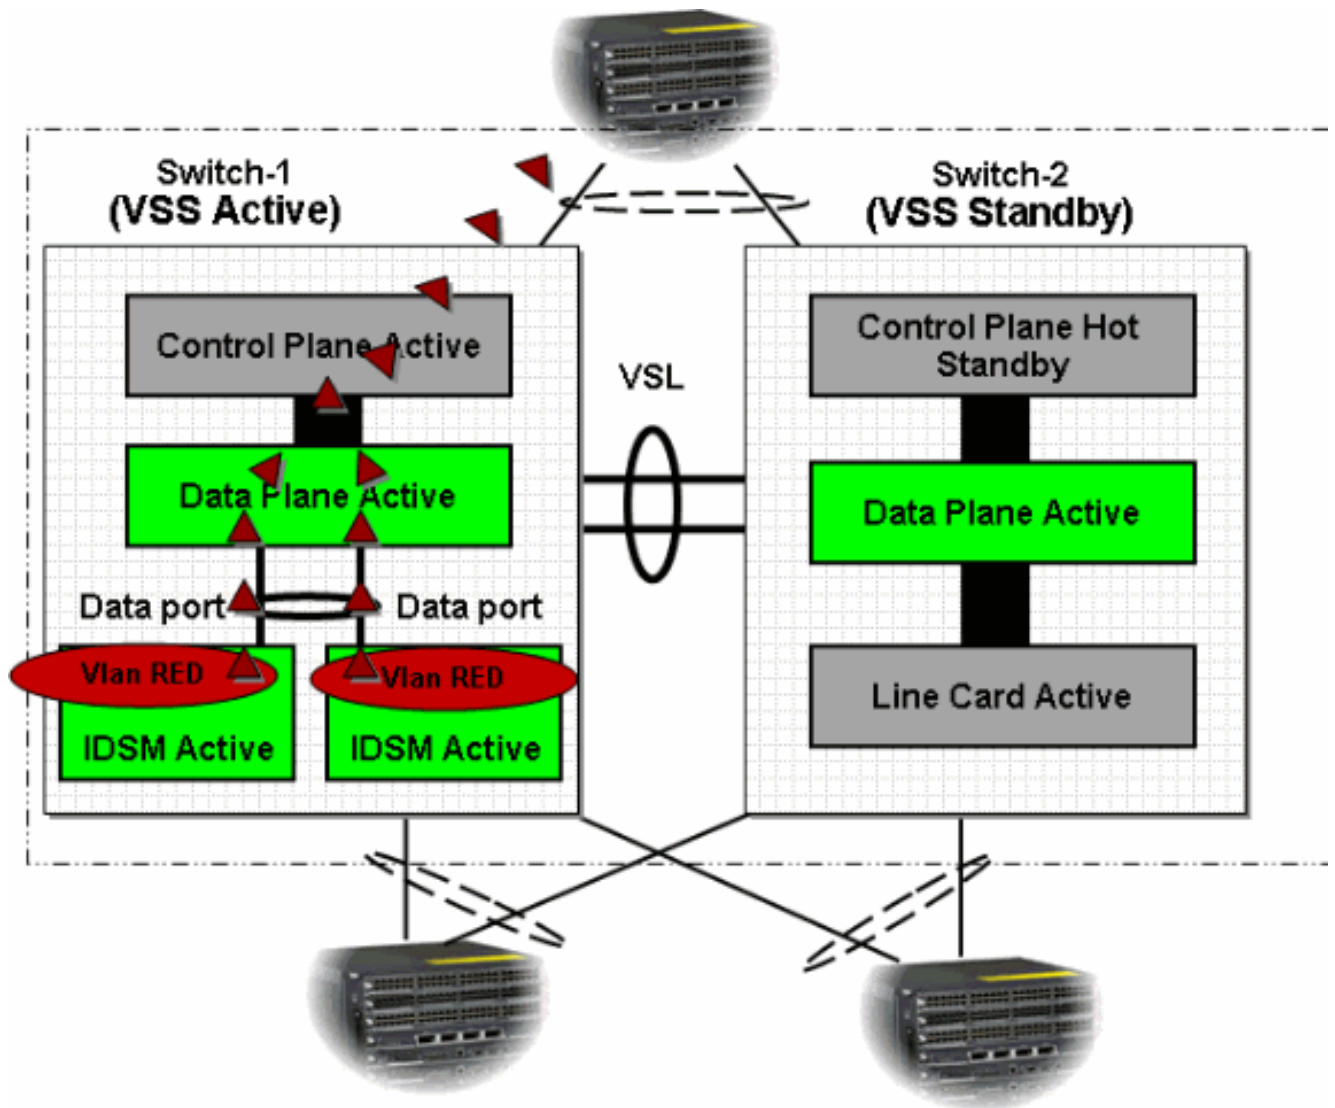 Switch-1
(VSS Active)
Switch-2
(VSS Standby)
Control Plane Active
Control Plane Hot
Standby
VSL
Data Plane Active
Data Plane Active
Data port
Data port
Vlan RED
Vlan RED
Line Card Active
IDSM Active
IDSM Active